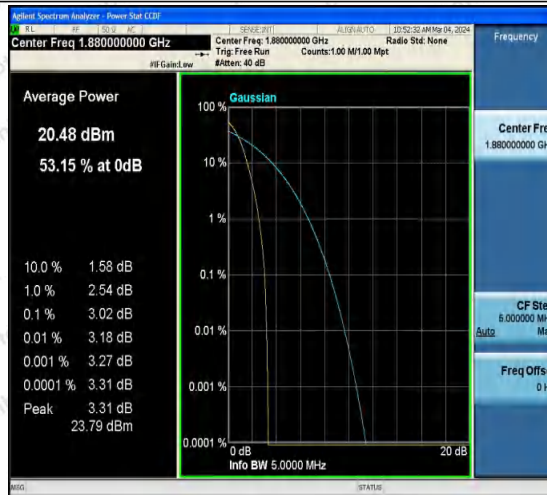 Agilent Spectrum Analyzer - Power Stat CCDF
RL RF 50 Ω AC SENSE:INT ALIGN AUTO 10:52:32 AM Mar 04, 2024
Center Freq 1.880000000 GHz
Center Freq: 1.880000000 GHz Radio Std: None
Trig: Free Run Counts:1.00 M/1.00 Mpt
#IFGain:Low #Atten: 40 dB
Frequency
Average Power
20.48 dBm
53.15 % at 0dB
10.0 % 1.58 dB
1.0 % 2.54 dB
0.1 % 3.02 dB
0.01 % 3.18 dB
0.001 % 3.27 dB
0.0001 % 3.31 dB
Peak 3.31 dB
23.79 dBm
Gaussian
100 %
10 %
1 %
0.1 %
0.01 %
0.001 %
0.0001 %
0 dB 20 dB
Info BW 5.0000 MHz
Center Fre
1.880000000 GH
CF Ste
5.000000 MH
Auto Ma
Freq Offs
0 H
MSG STATUS